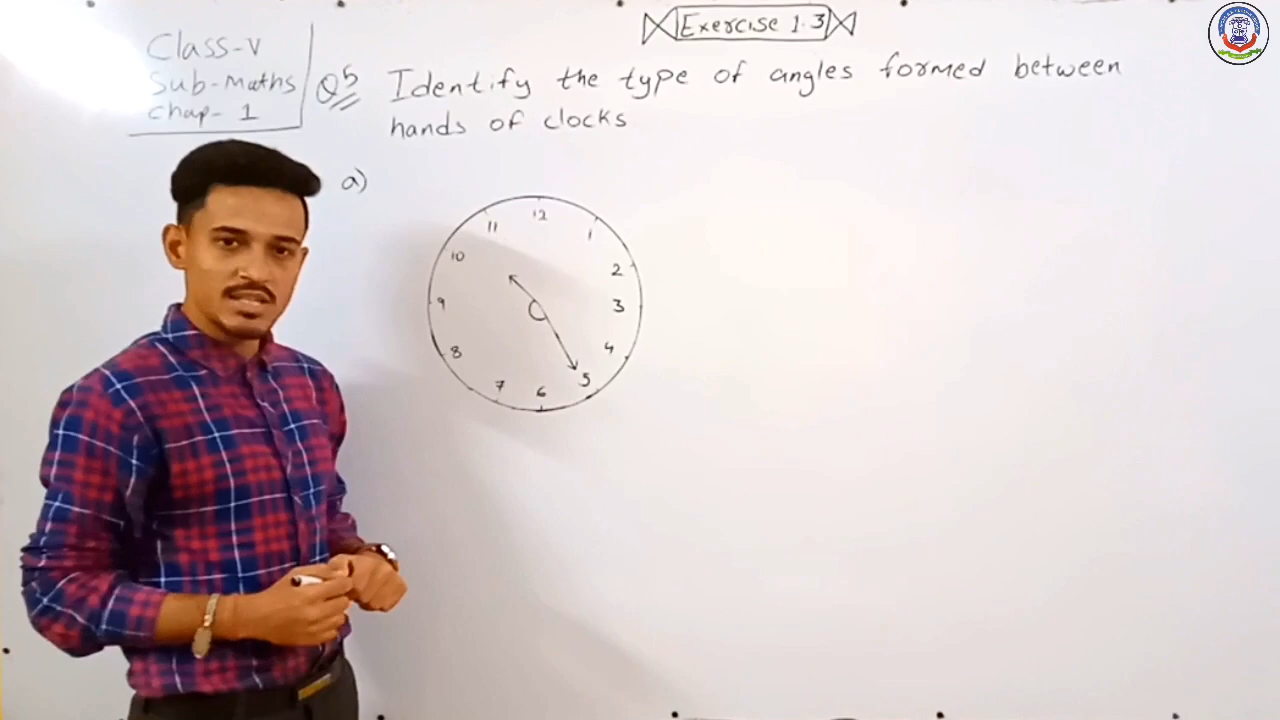 Exercise 1.3
Class-V
Sub-Maths
Chap-1
Q5 Identify the type of angles formed between
hands of clocks
a)
12
11
1
10
2
9
3
8
4
7
5
6